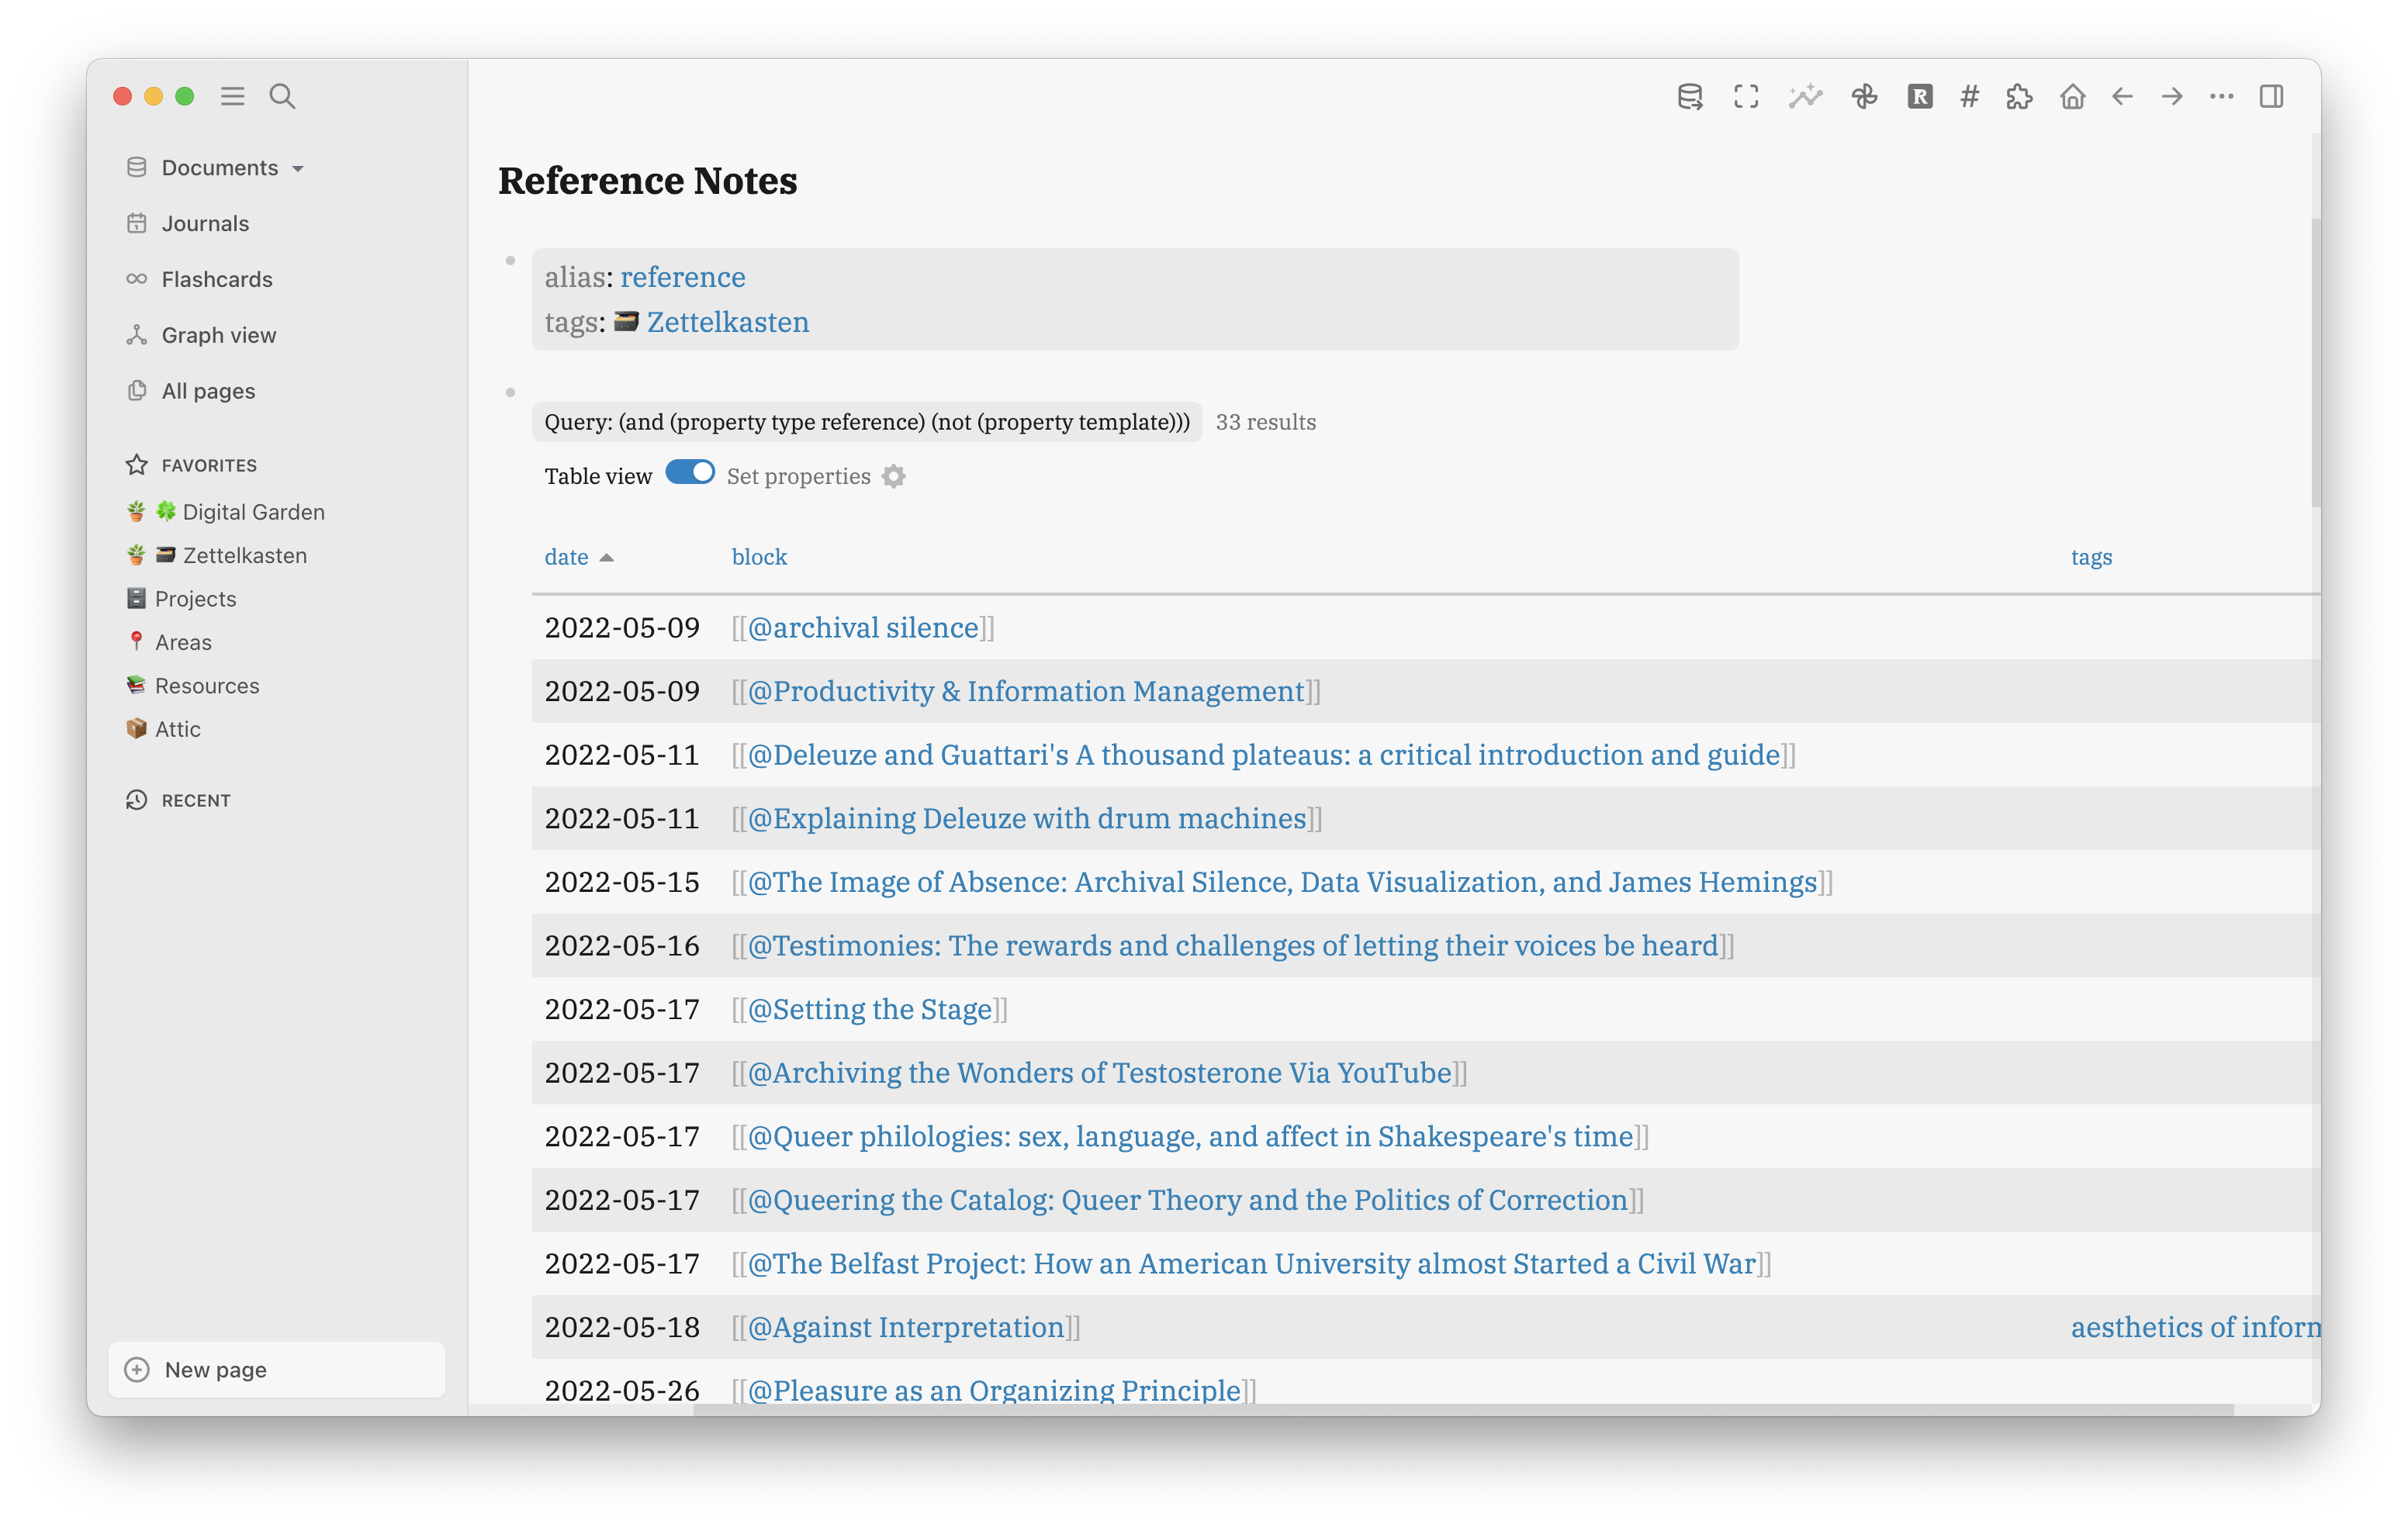 Documents
Journals
Flashcards
Graph view
All pages
FAVORITES
Digital Garden
Zettelkasten
Projects
Areas
Resources
Attic
RECENT
New page
R #
Reference Notes
alias: reference
tags: Zettelkasten
Query: (and (property type reference) (not (property template))) 33 results
Table view Set properties
date block tags
2022-05-09 [[@archival silence]]
2022-05-09 [[@Productivity & Information Management]]
2022-05-11 [[@Deleuze and Guattari's A thousand plateaus: a critical introduction and guide]]
2022-05-11 [[@Explaining Deleuze with drum machines]]
2022-05-15 [[@The Image of Absence: Archival Silence, Data Visualization, and James Hemings]]
2022-05-16 [[@Testimonies: The rewards and challenges of letting their voices be heard]]
2022-05-17 [[@Setting the Stage]]
2022-05-17 [[@Archiving the Wonders of Testosterone Via YouTube]]
2022-05-17 [[@Queer philologies: sex, language, and affect in Shakespeare's time]]
2022-05-17 [[@Queering the Catalog: Queer Theory and the Politics of Correction]]
2022-05-17 [[@The Belfast Project: How an American University almost Started a Civil War]]
2022-05-18 [[@Against Interpretation]] aesthetics of inforn
2022-05-26 [[@Pleasure as an Organizing Principle]]